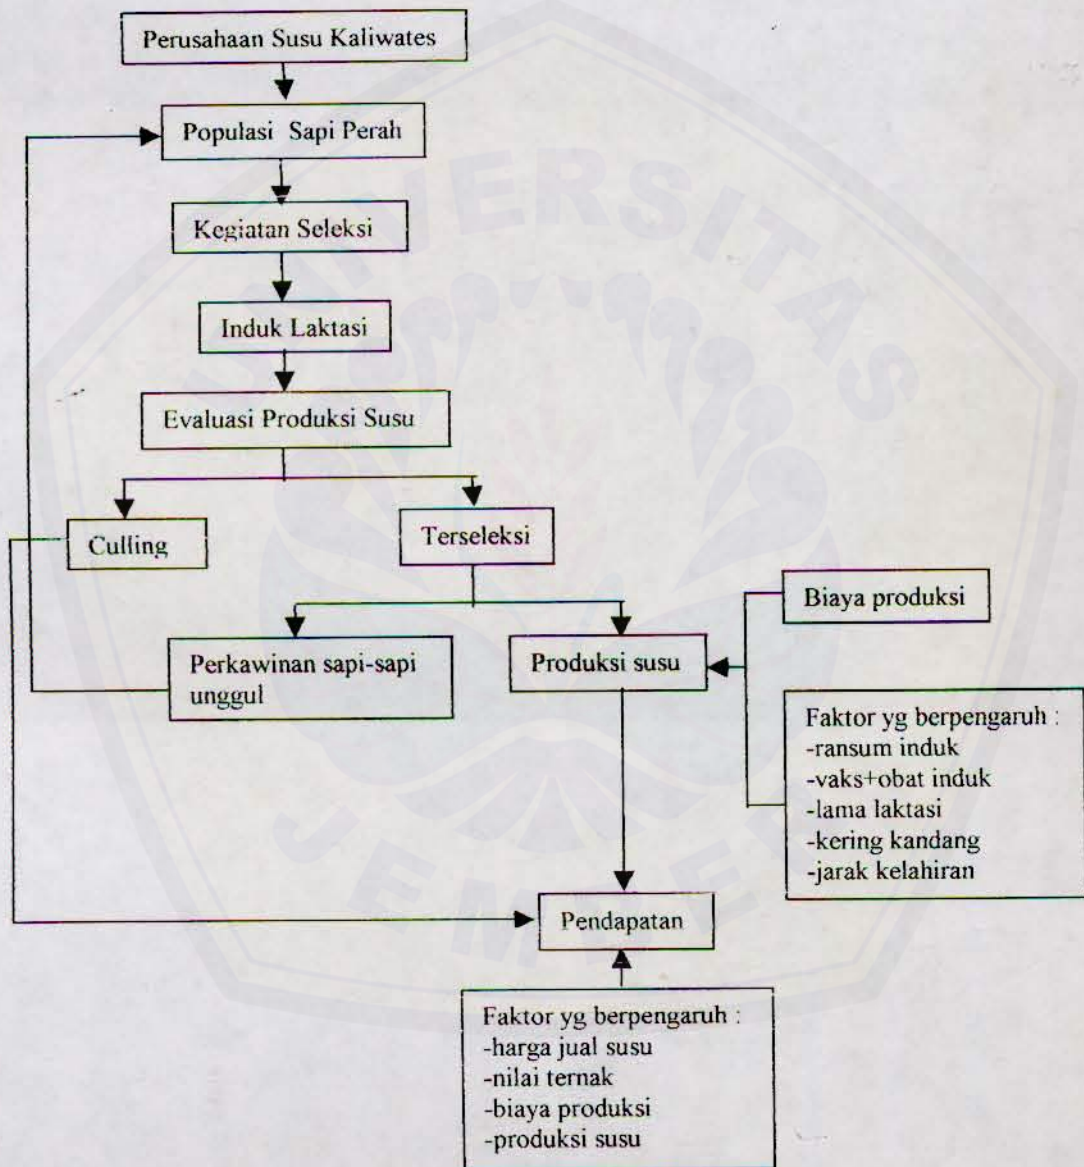 Perusahaan Susu Kaliwates
Populasi Sapi Perah
Kegiatan Seleksi
Induk Laktasi
Evaluasi Produksi Susu
Culling
Terseleksi
Biaya produksi
Perkawinan sapi-sapi
unggul
Produksi susu
Faktor yg berpengaruh :
-ransum induk
-vaks+obat induk
-lama laktasi
-kering kandang
-jarak kelahiran
Pendapatan
Faktor yg berpengaruh :
-harga jual susu
-nilai ternak
-biaya produksi
-produksi susu
UNIVERSITAS
JEMBER